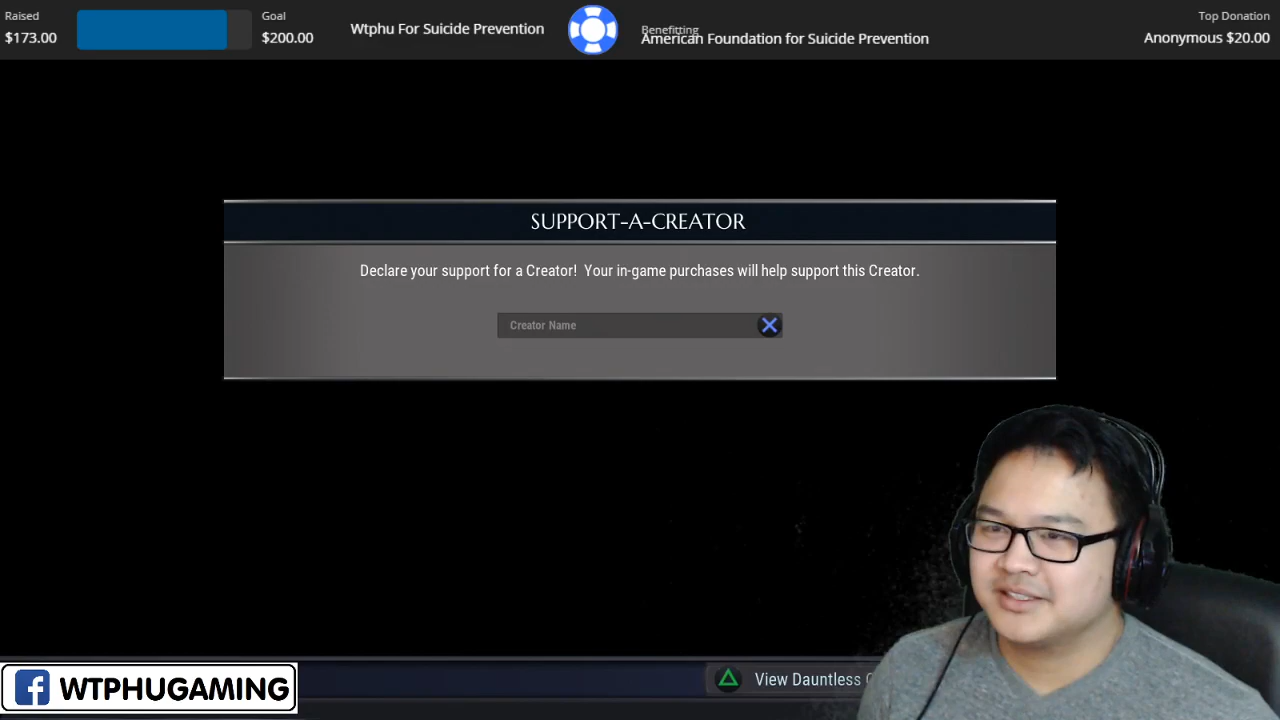 Raised
$173.00
Goal
$200.00
Wtphu For Suicide Prevention
Benefitting
American Foundation for Suicide Prevention
Top Donation
Anonymous $20.00
SUPPORT-A-CREATOR
Declare your support for a Creator! Your in-game purchases will help support this Creator.
Creator Name
WTPHUGAMING
View Dauntless